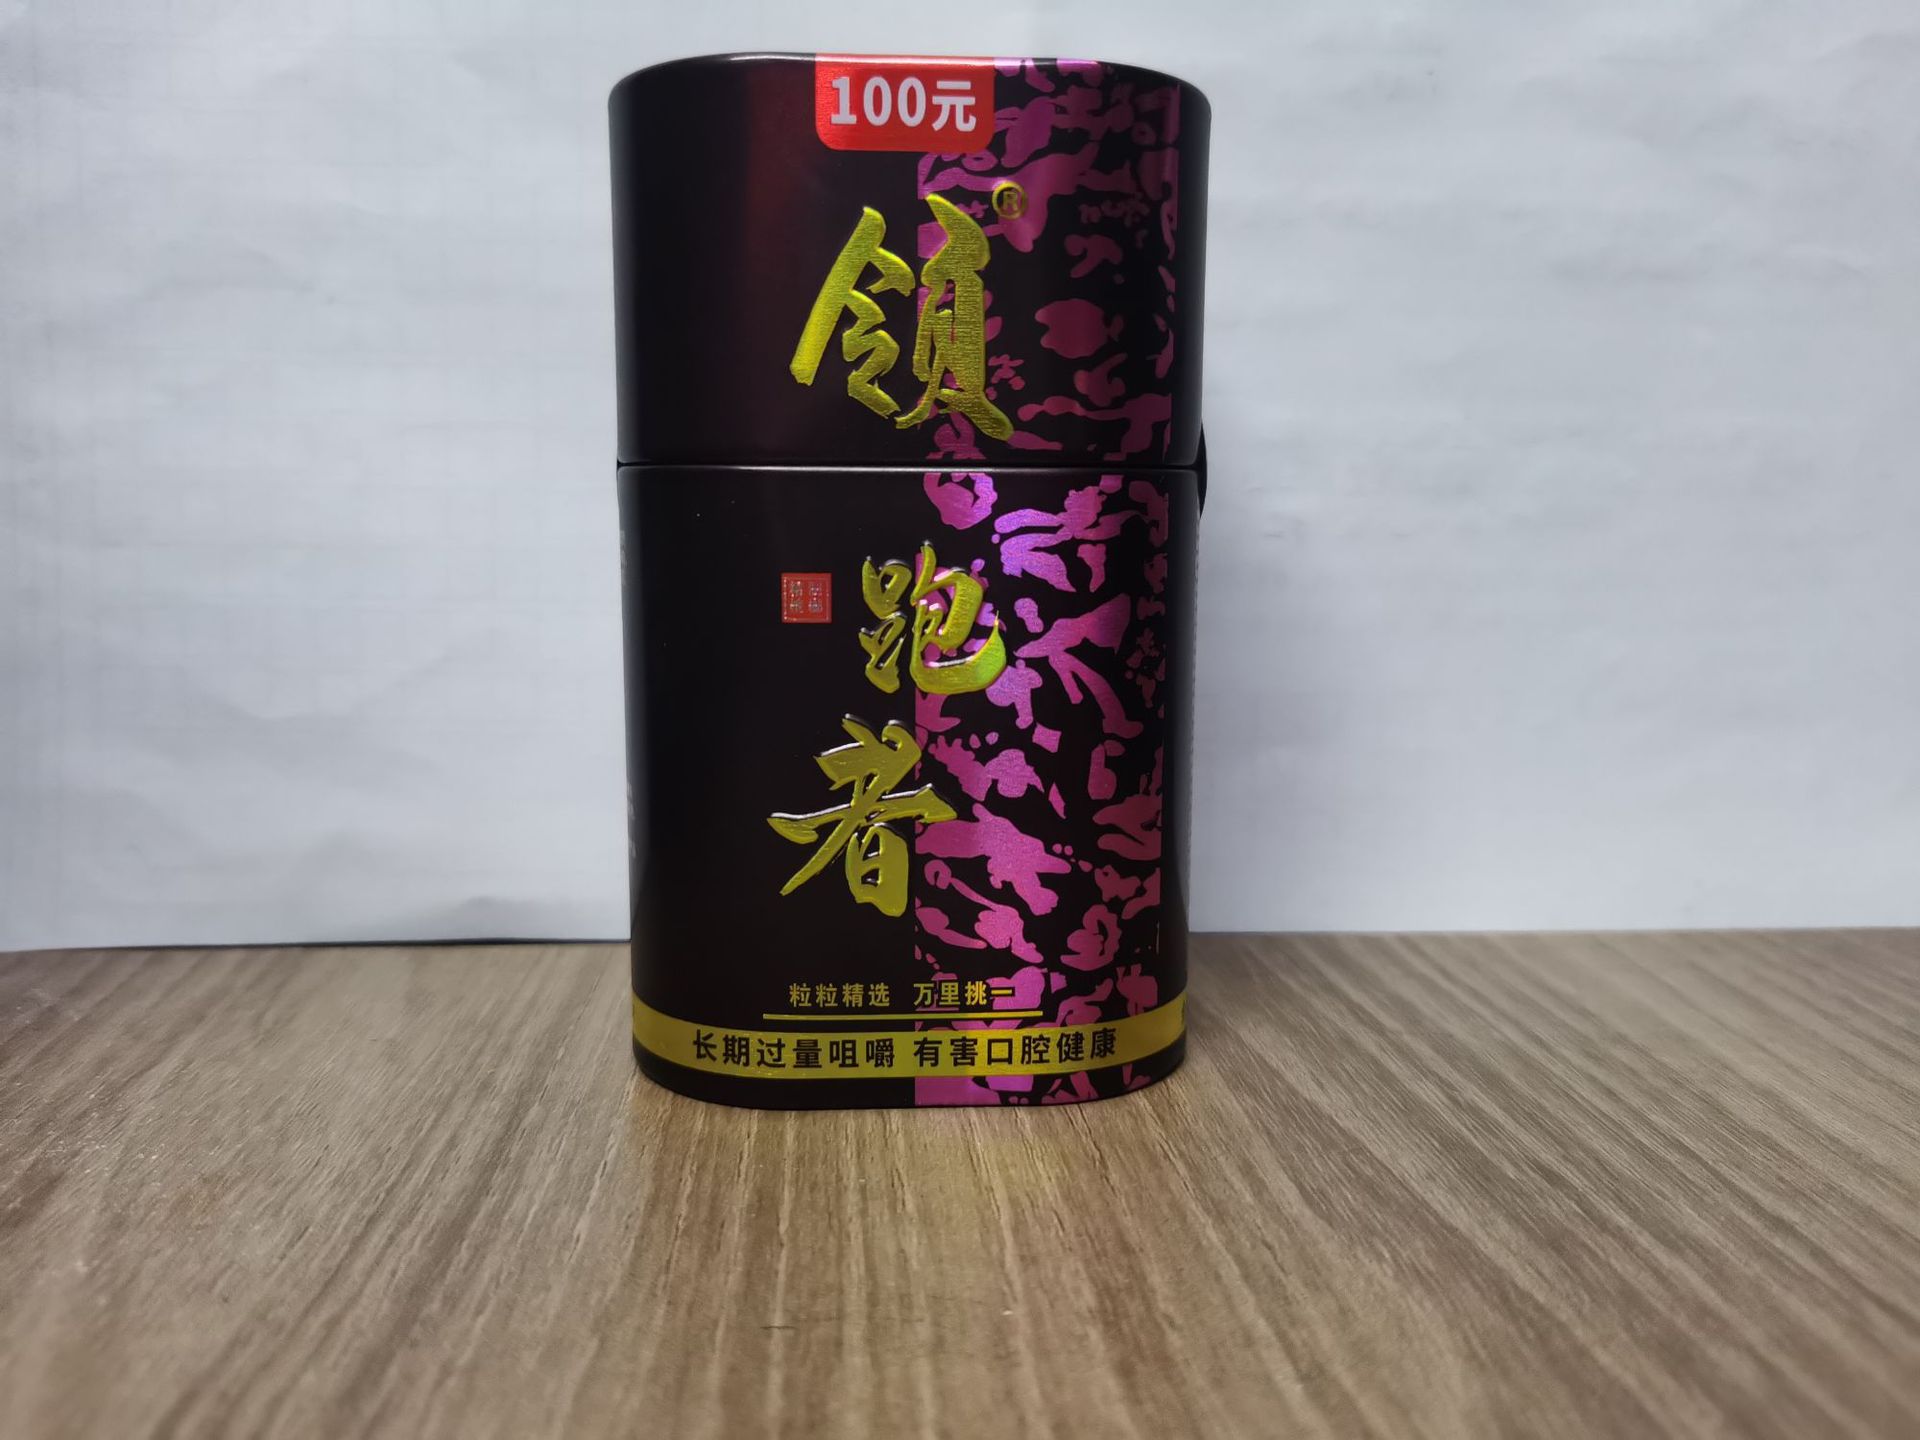 100元
領®
跑
者
粒粒精选 万里挑一
长期过量咀嚼 有害口腔健康